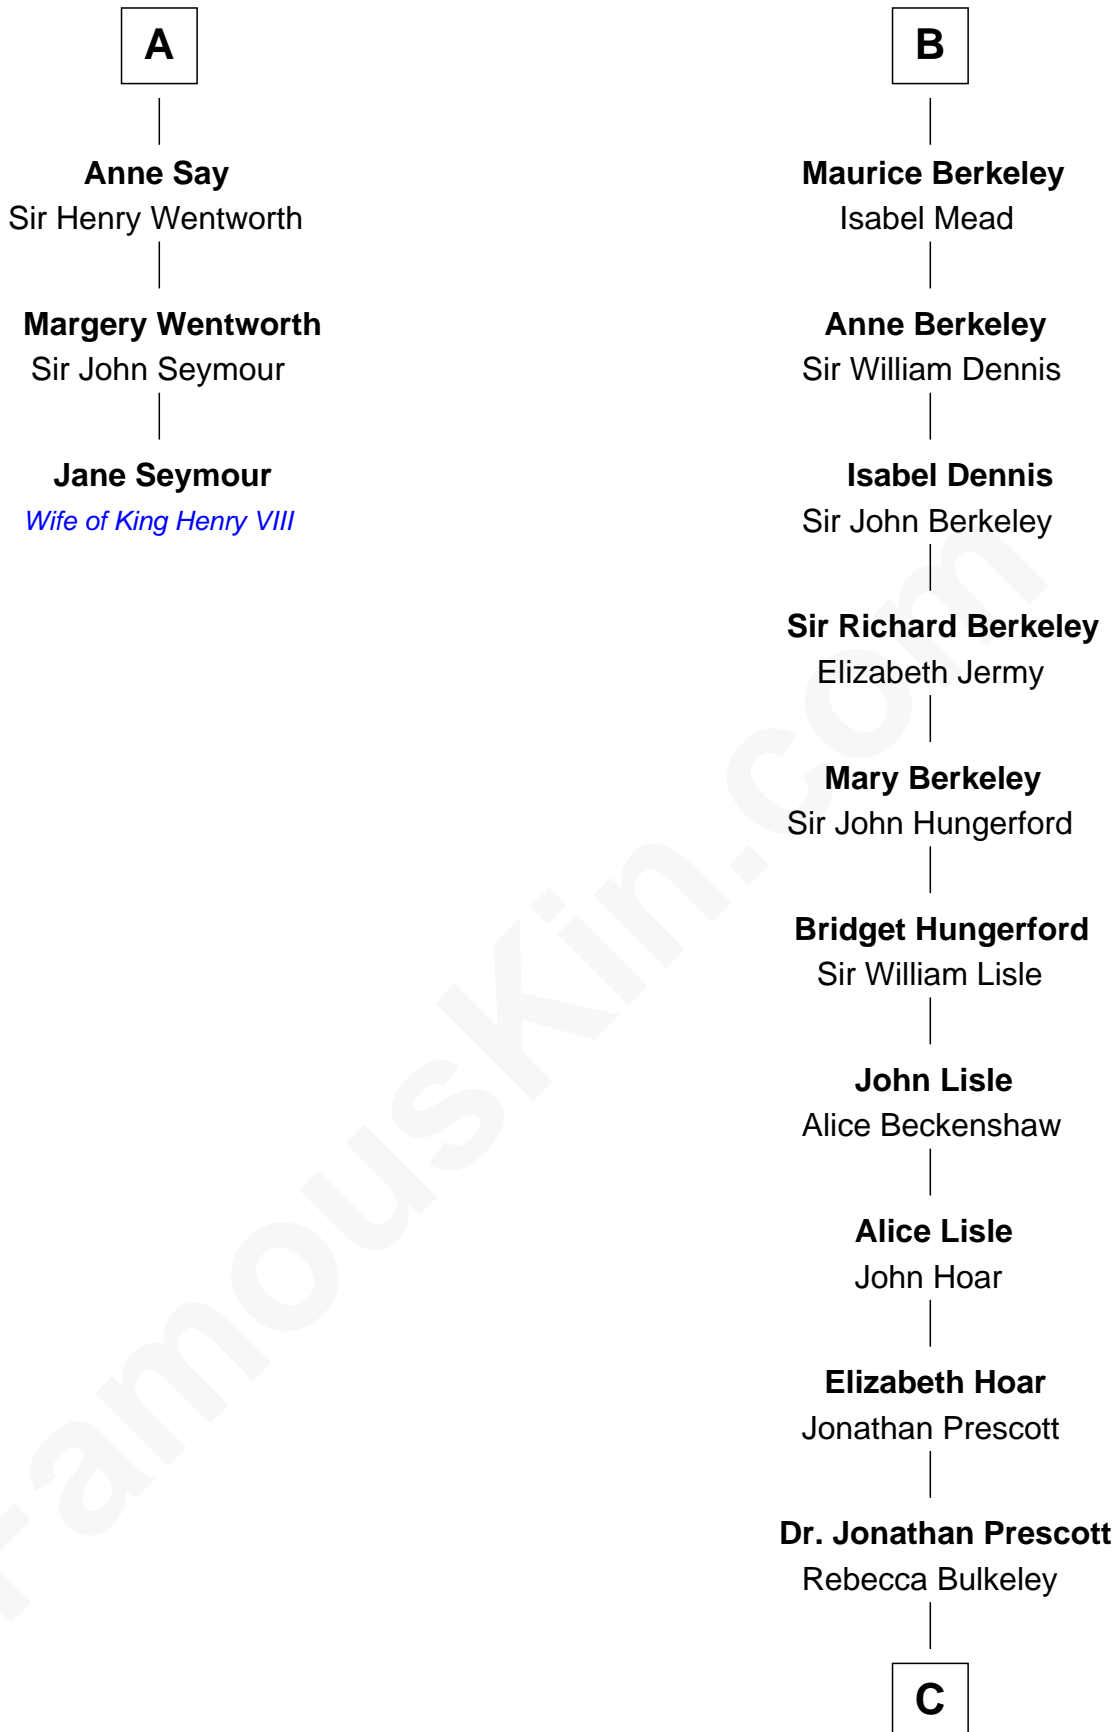 A
Anne Say
Sir Henry Wentworth
Margery Wentworth
Sir John Seymour
Jane Seymour
Wife of King Henry VIII
B
Maurice Berkeley
Isabel Mead
Anne Berkeley
Sir William Dennis
Isabel Dennis
Sir John Berkeley
Sir Richard Berkeley
Elizabeth Jermy
Mary Berkeley
Sir John Hungerford
Bridget Hungerford
Sir William Lisle
John Lisle
Alice Beckenshaw
Alice Lisle
John Hoar
Elizabeth Hoar
Jonathan Prescott
Dr. Jonathan Prescott
Rebecca Bulkeley
C
FamousKin.com